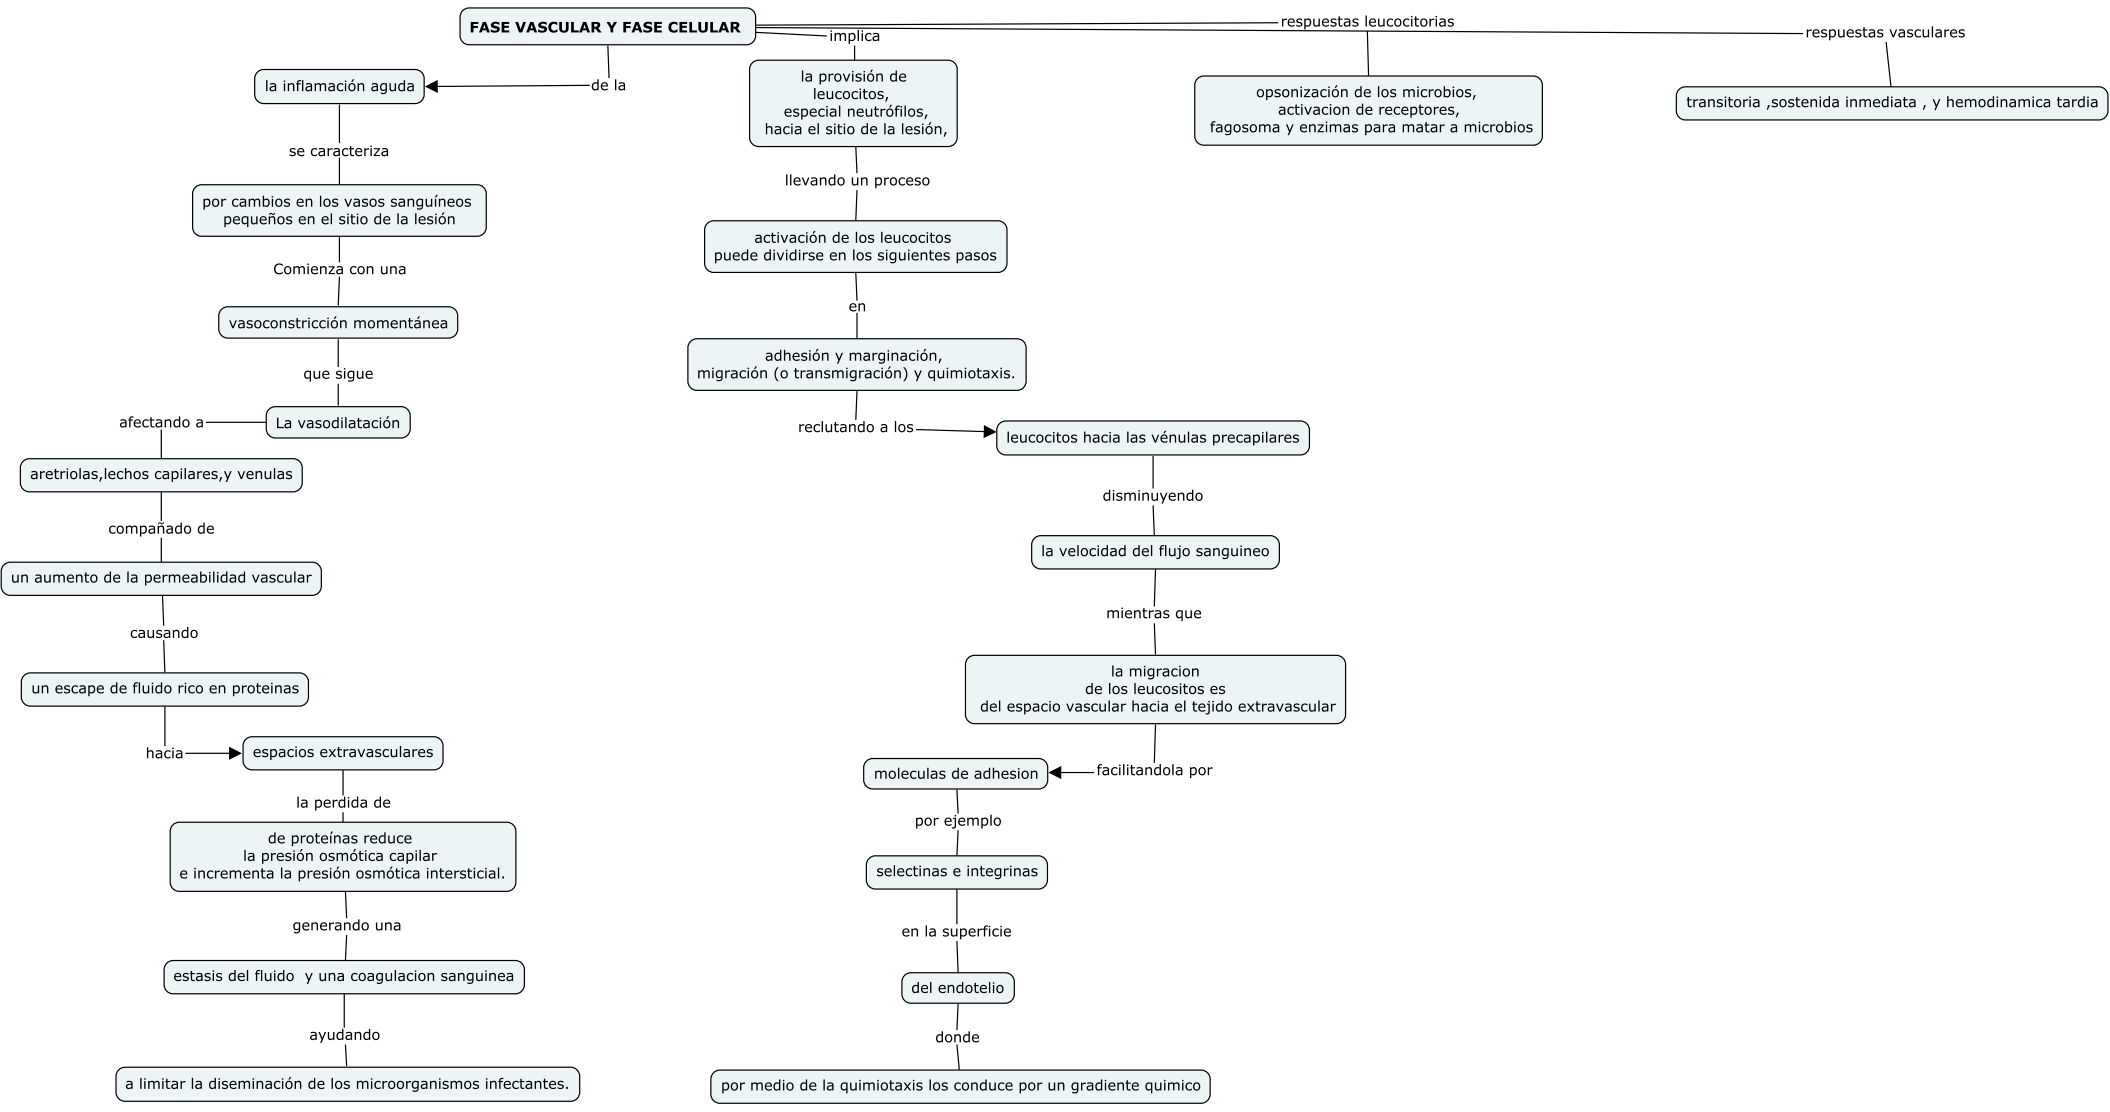 FASE VASCULAR Y FASE CELULAR
respuestas leucocitorias
respuestas vasculares
implica
de la
la inflamación aguda
la provisión de
leucocitos,
especial neutrófilos,
hacia el sitio de la lesión,
opsonización de los microbios,
activacion de receptores,
fagosoma y enzimas para matar a microbios
transitoria ,sostenida inmediata , y hemodinamica tardia
se caracteriza
por cambios en los vasos sanguíneos
pequeños en el sitio de la lesión
Comienza con una
vasoconstricción momentánea
que sigue
La vasodilatación
afectando a
aretriolas,lechos capilares,y venulas
compañado de
un aumento de la permeabilidad vascular
causando
un escape de fluido rico en proteinas
hacia
espacios extravasculares
la perdida de
de proteínas reduce
la presión osmótica capilar
e incrementa la presión osmótica intersticial.
generando una
estasis del fluido  y una coagulacion sanguinea
ayudando
a limitar la diseminación de los microorganismos infectantes.
llevando un proceso
activación de los leucocitos
puede dividirse en los siguientes pasos
en
adhesión y marginación,
migración (o transmigración) y quimiotaxis.
reclutando a los
leucocitos hacia las vénulas precapilares
disminuyendo
la velocidad del flujo sanguineo
mientras que
la migracion
de los leucositos es
del espacio vascular hacia el tejido extravascular
facilitandola por
moleculas de adhesion
por ejemplo
selectinas e integrinas
en la superficie
del endotelio
donde
por medio de la quimiotaxis los conduce por un gradiente quimico